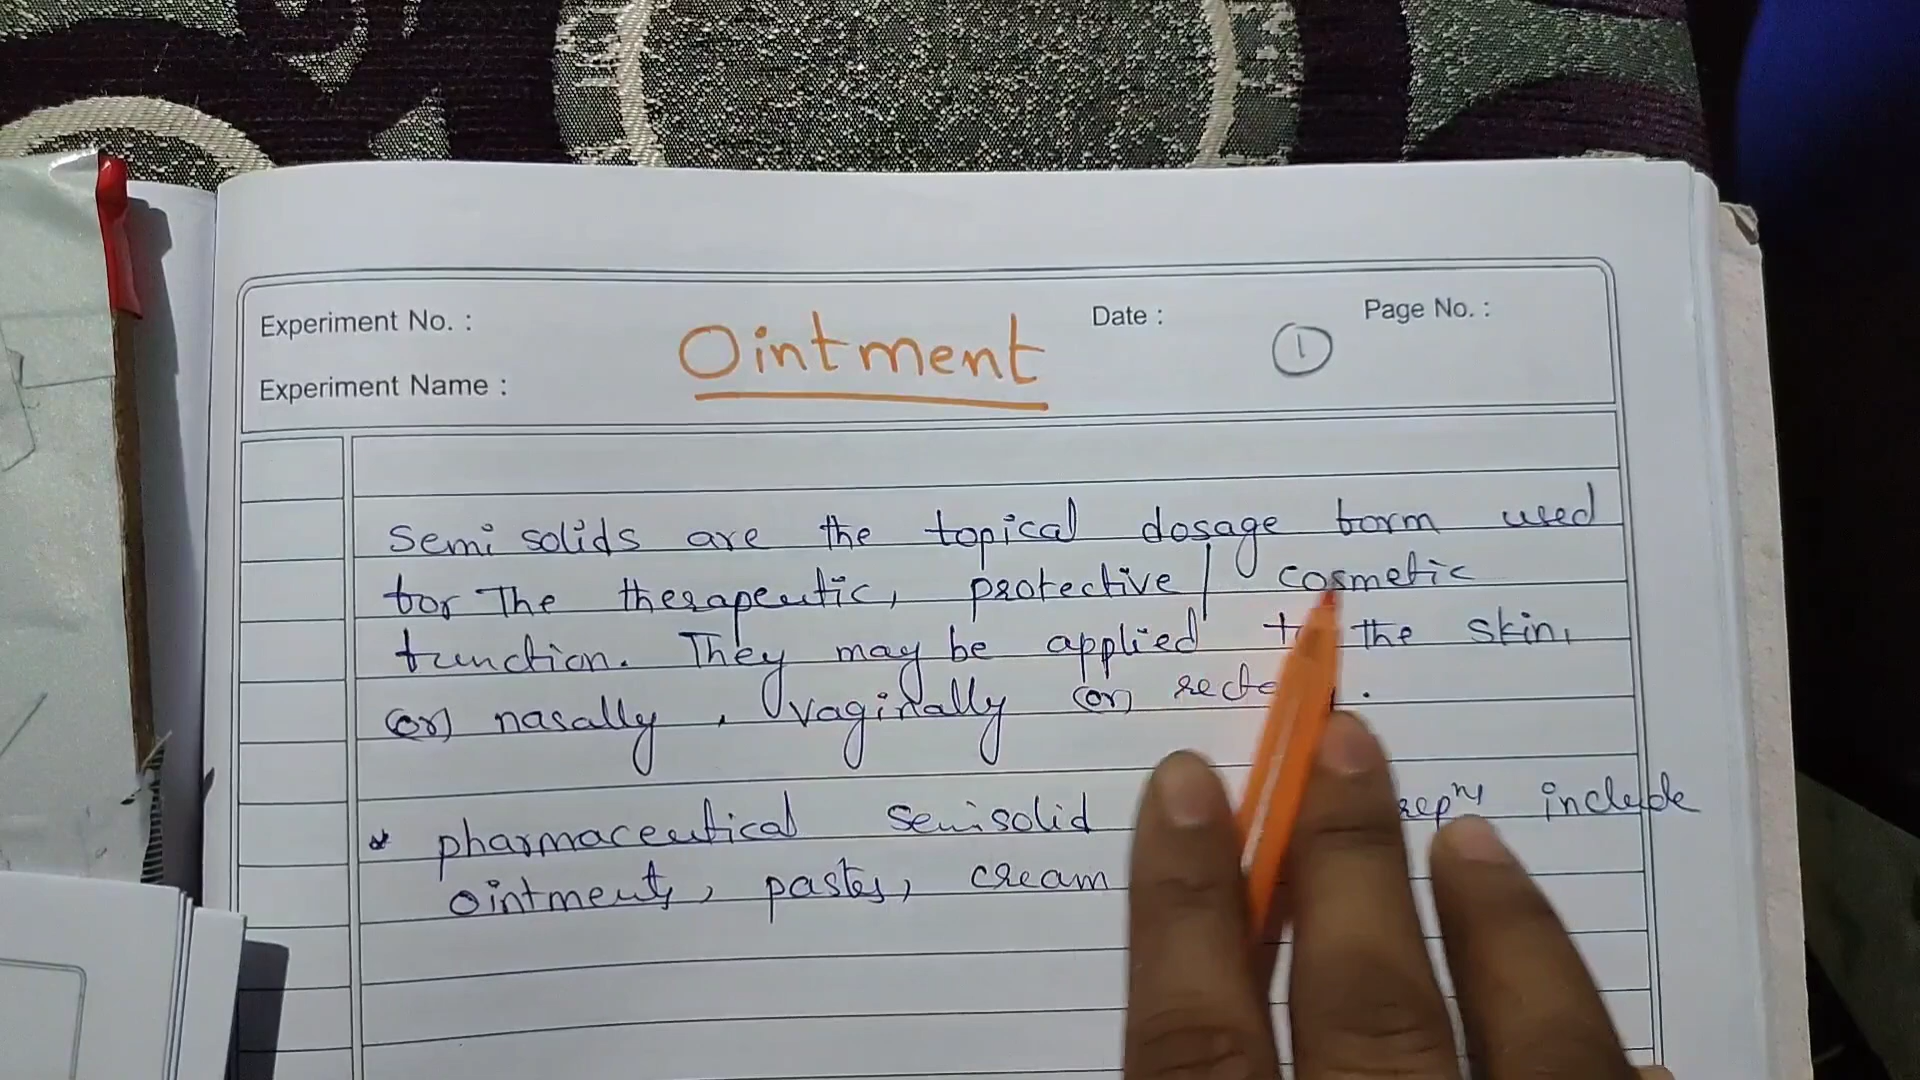 Experiment No. :
Ointment
Date :
1
Page No. :
Experiment Name :
Semi solids are the topical dosage form used
for The therapeutic, protective / cosmetic
function. They may be applied to the skin,
(or) nasally, vaginally (or)
* pharmaceutical semisolid include
ointments, pastes, cream